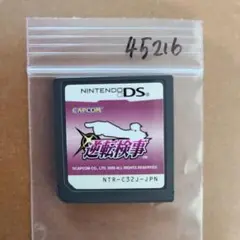 45216
NINTENDO DS
CAPCOM
逆転検事
©CAPCOM CO., LTD. 2009 ALL RIGHTS RESERVED.
NTR-C32J-JPN